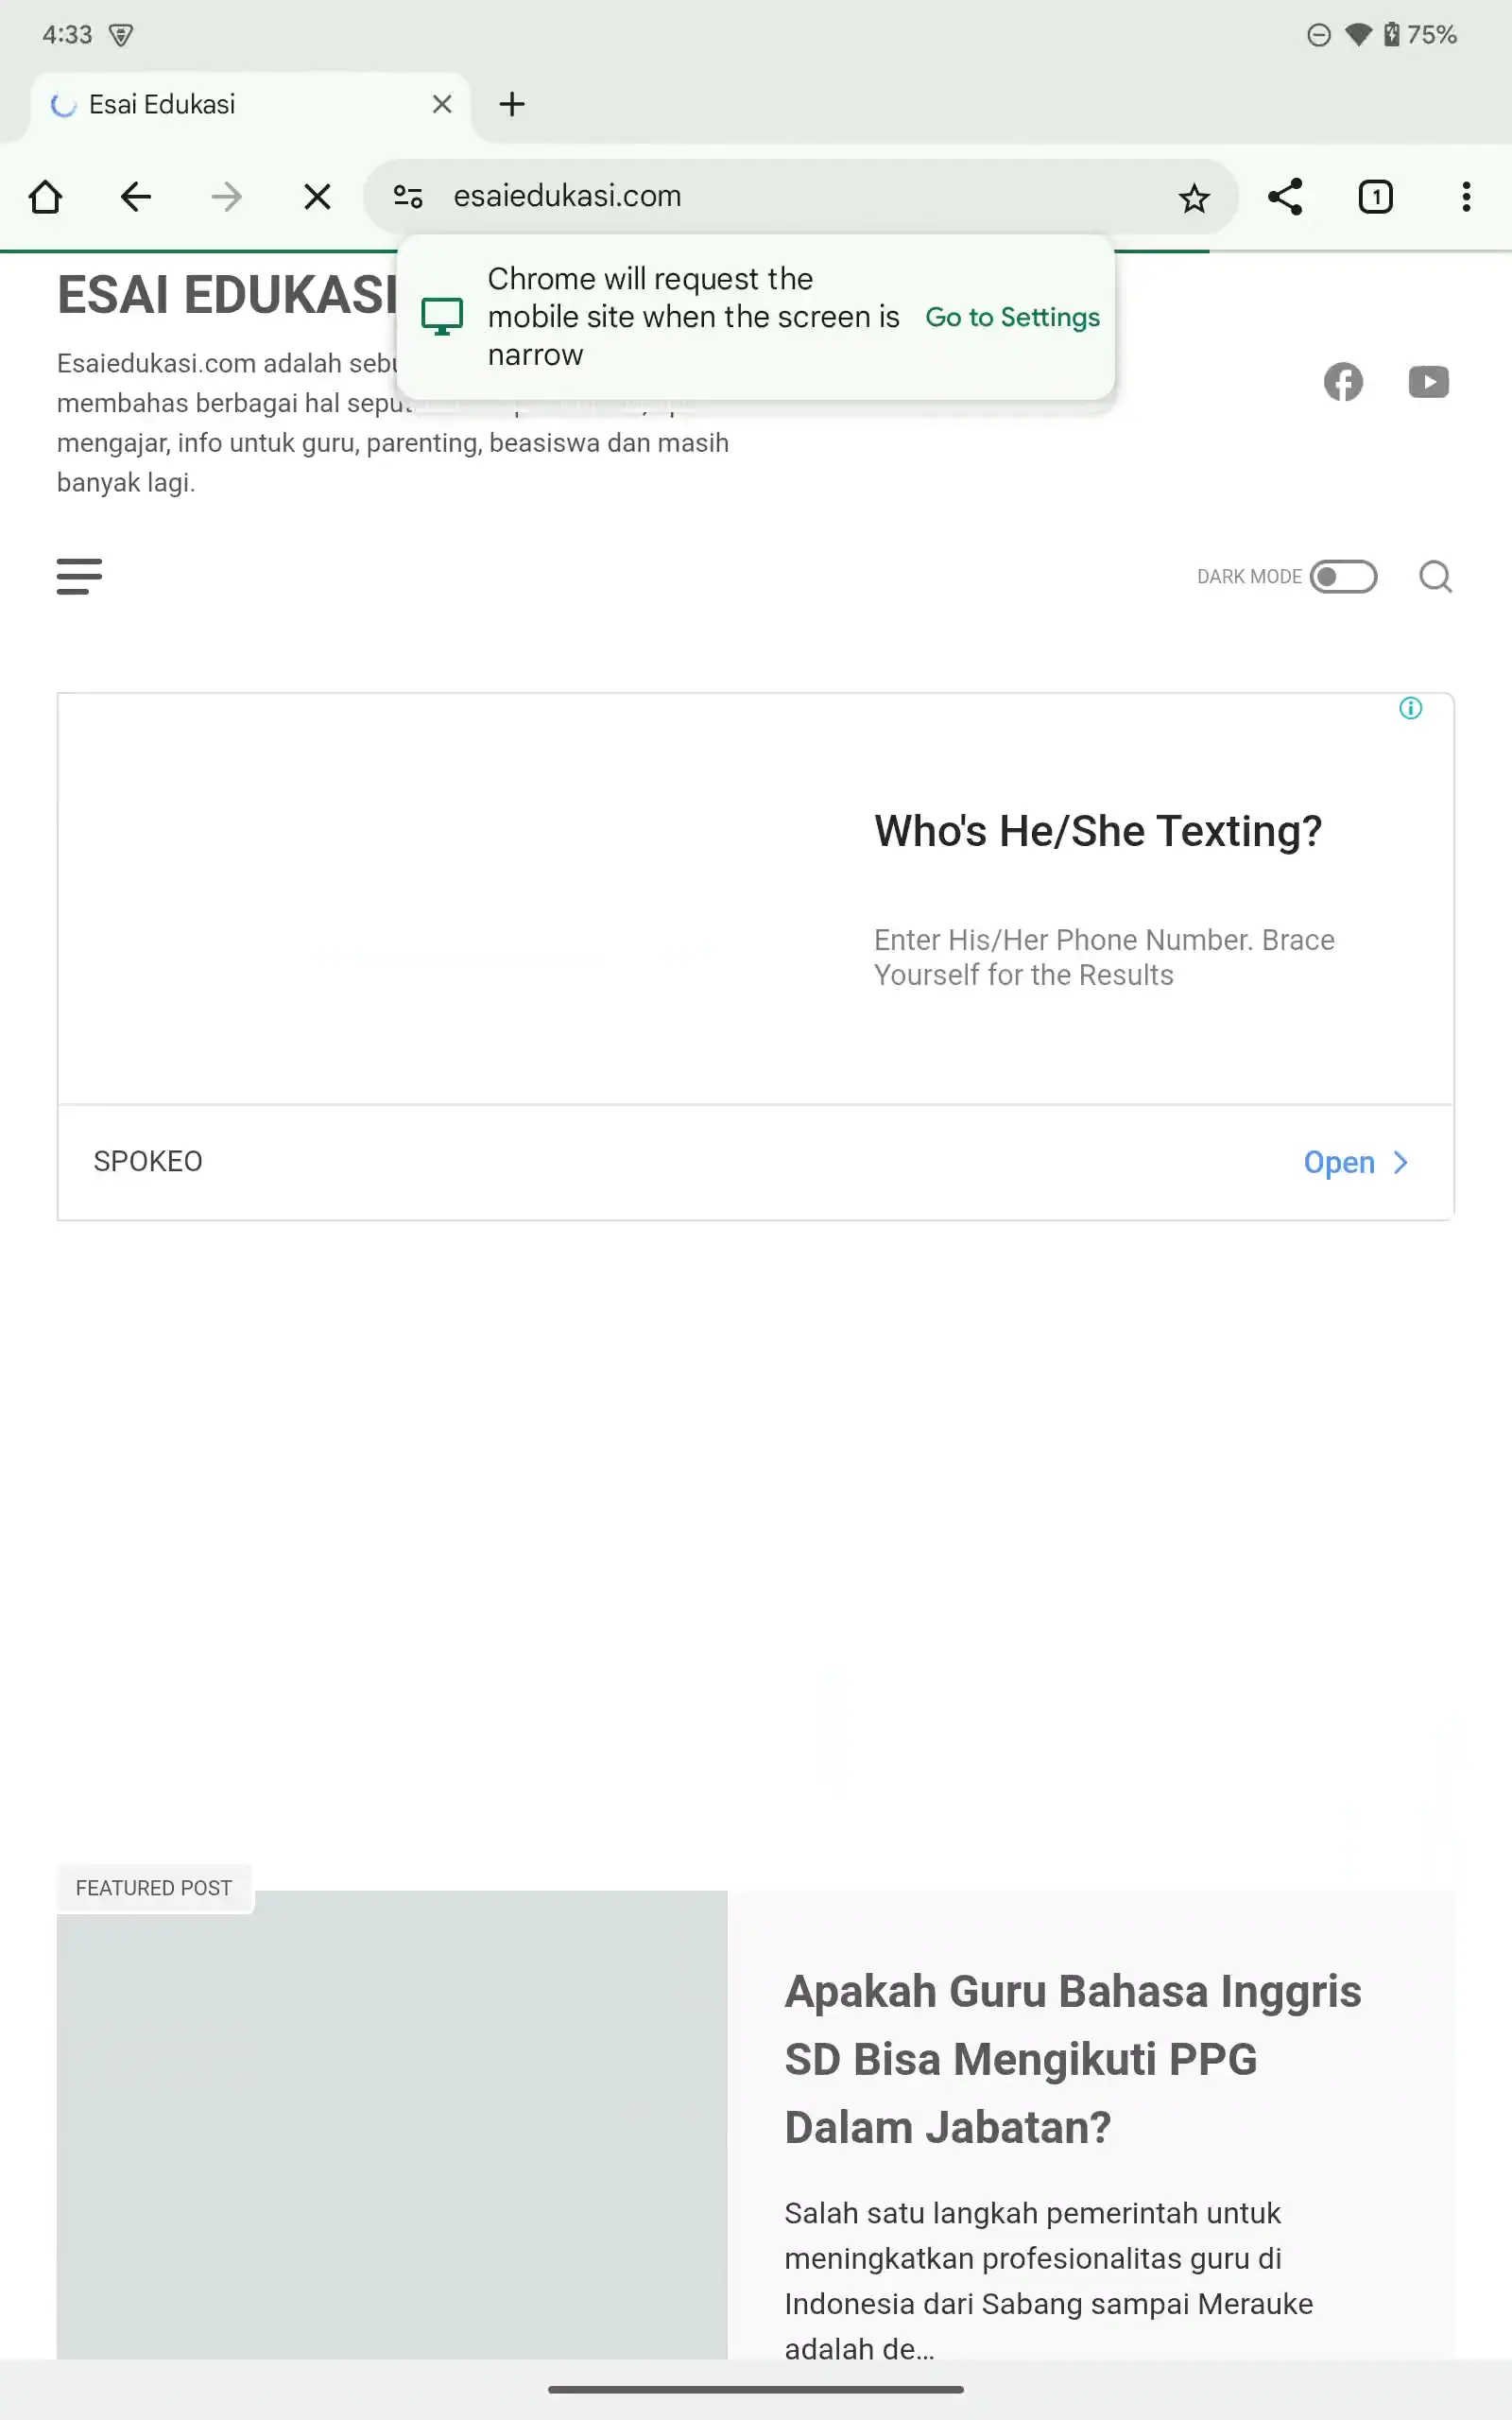 4:33
75%
Esai Edukasi
esaiedukasi.com
1
Chrome will request the
mobile site when the screen is
narrow
Go to Settings
ESAI EDUKASI
Esaiedukasi.com adalah
membahas berbagai hal
mengajar, info untuk guru, parenting, beasiswa dan masih
banyak lagi.
DARK MODE
Who's He/She Texting?
Enter His/Her Phone Number. Brace
Yourself for the Results
SPOKEO
Open
FEATURED POST
Apakah Guru Bahasa Inggris
SD Bisa Mengikuti PPG
Dalam Jabatan?
Salah satu langkah pemerintah untuk
meningkatkan profesionalitas guru di
Indonesia dari Sabang sampai Merauke
adalah de...